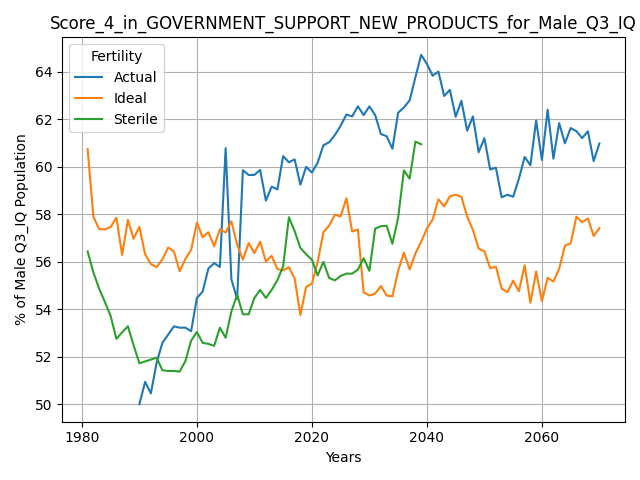 Score_4_in_GOVERNMENT_SUPPORT_NEW_PRODUCTS_for_Male_Q3_IQ
Fertility
Actual
Ideal
Sterile
% of Male Q3_IQ Population
64
62
60
58
56
54
52
50
1980
2000
2020
2040
2060
Years